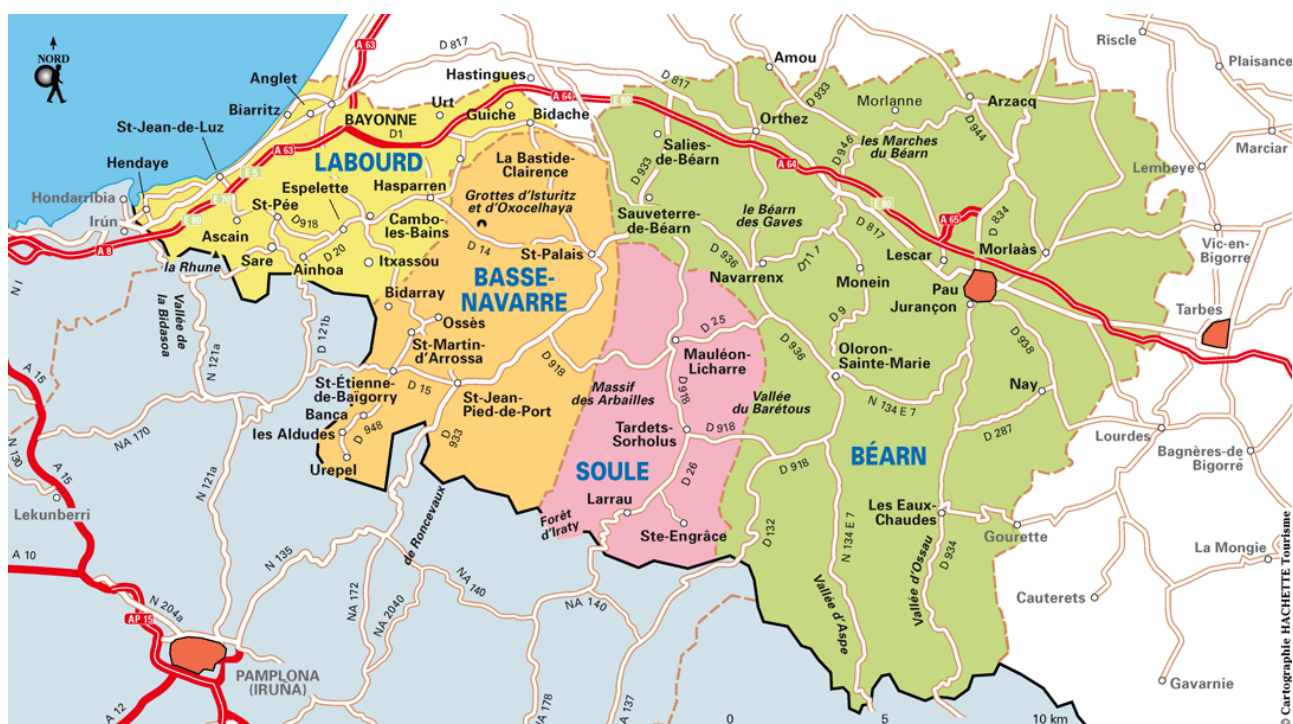 NORD
A 63
D 817
Riscle
Plaisance
Anglet
Hastingues
Amou
D 933
Biarritz
Urt
A 64
E 80
D 817
Morlanne
Arzacq
St-Jean-de-Luz
BAYONNE
Guiche
Bidache
Orthez
D 944
Marciac
D1
A 63
Salies-
de-Béarn
D 946
les Marches
du Béarn
Hendaye
LABOURD
La Bastide-
Clairence
D 933
A 64
Lembeye
E 5
Hondarribia
E 70
Espelette
Hasparren
Grottes d'Isturitz
et d'Oxocelhaya
E 80
A 65
Irún
St-Pée
D918
Cambo-
les-Bains
Sauveterre-
de-Béarn
le Béarn
des Gaves
D 817
D 834
E 80
Ascain
D 20
D 14
St-Palais
D 936
D11 7
Lescar
Morlaàs
Vic-en-
Bigorre
A 8
la Rhune
Sare
Ainhoa
Itxassou
Navarrenx
Monein
BASSE-
NAVARRE
Pau
N I
Vallée de
la Bidasoa
Bidarray
D 9
Jurançon
Tarbes
Ossès
D 25
N 121a
D 121b
St-Martin-
d'Arrossa
D 918
Mauléon-
Licharre
D 936
Oloron-
Sainte-Marie
D 938
A 15
St-Étienne-
de-Baïgorry
D 15
St-Jean-
Pied-de-Port
Massif
des Arbailles
D 918
Vallée
du Barétous
N 134 E 7
Nay
Banca
les Aldudes
D 948
D 933
Tardets-
Sorholus
D 918
D 287
Lourdes
NA 170
N 130
Urepel
SOULE
D 26
D 918
BÉARN
Bagnères-de
Bigorre
A 15
N 121a
Larrau
Les Eaux-
Chaudes
Lekunberri
de Roncevaux
Forêt
d'Iraty
Ste-Engrâce
D 132
N 134 E 7
D 934
Gourette
La Mongie
A 10
N 135
NA 172
NA 140
NA 2040
NA 140
Vallée d'Aspe
Vallée d'Ossau
Cauterets
N 204a
AP 15
PAMPLONA
(IRUÑA)
Gavarnie
A 12
NA 178
N 137
0
5
10 km
© Cartographie HACHETTE Tourisme